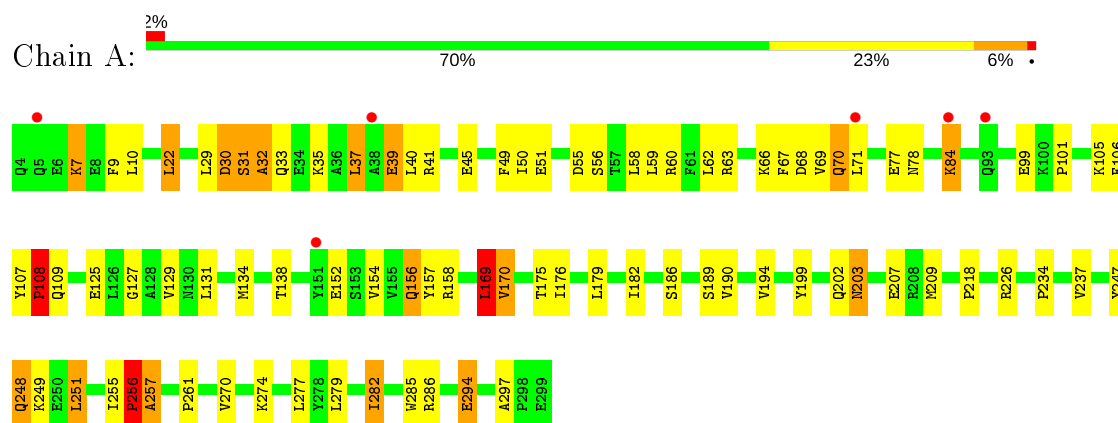 2%
Chain A:
70% 23% 6% •
Q4 Q5 E6 K7 E8 F9 L10 L22 L29 D30 S31 A32 Q33 E34 K35 A36 L37 A38 E39 L40 R41 E45 F49 I50 E51 D55 S56 T57 L58 L59 R60 F61 L62 R63 K66 F67 D68 V69 Q70 L71 E77 N78 K84 Q93 E99 K100 P101 K105
Y107 P108 Q109 E125 L126 G127 A128 V129 N130 L131 M134 T138 Y151 E152 S153 V154 V155 Q156 Y157 R158 L169 V170 T175 I176 L179 I182 S186 S189 V190 V194 Y199 Q202 N203 E207 R208 M209 P218 R226 P234 V237 Y247
Q248 K249 E250 L251 I255 P256 A257 P261 V270 K274 L277 Y278 L279 I282 W285 R286 E294 A297 P298 E299